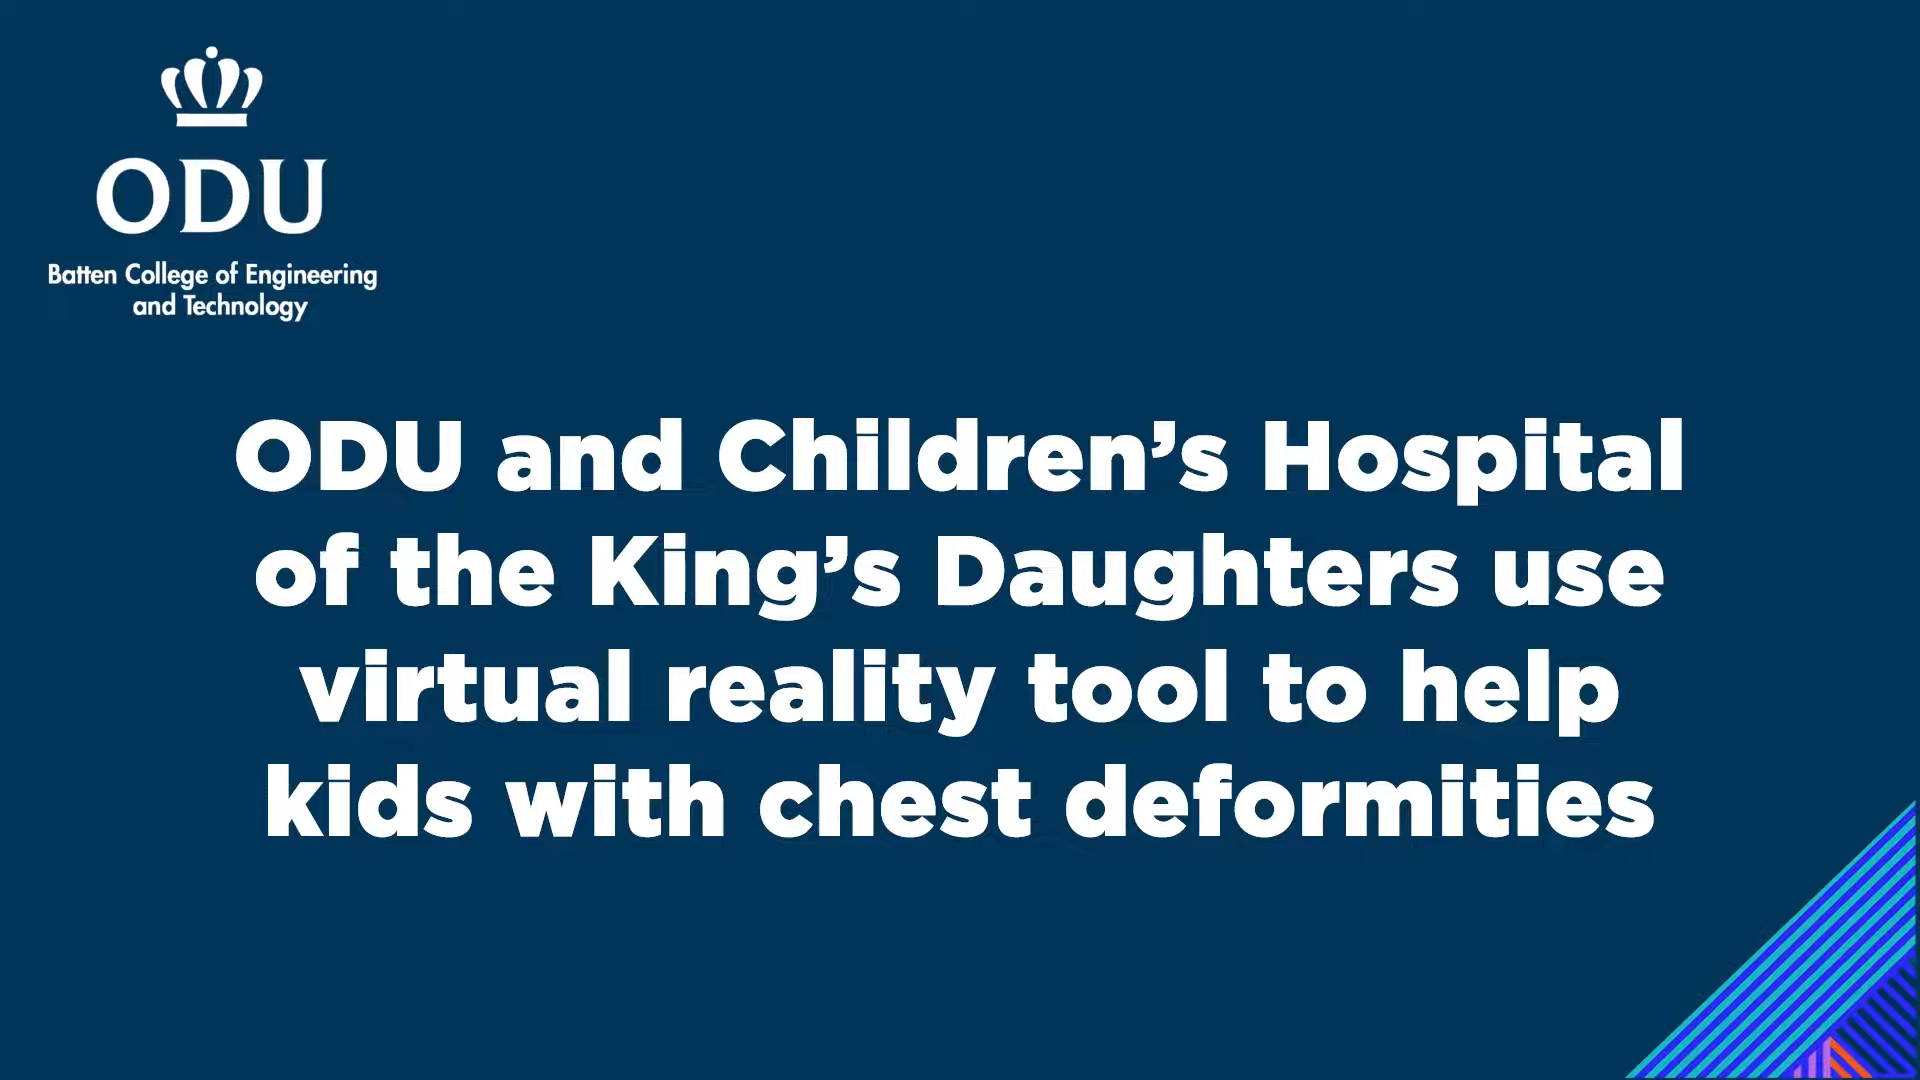 ODU
Batten College of Engineering
and Technology
ODU and Children’s Hospital
of the King’s Daughters use
virtual reality tool to help
kids with chest deformities